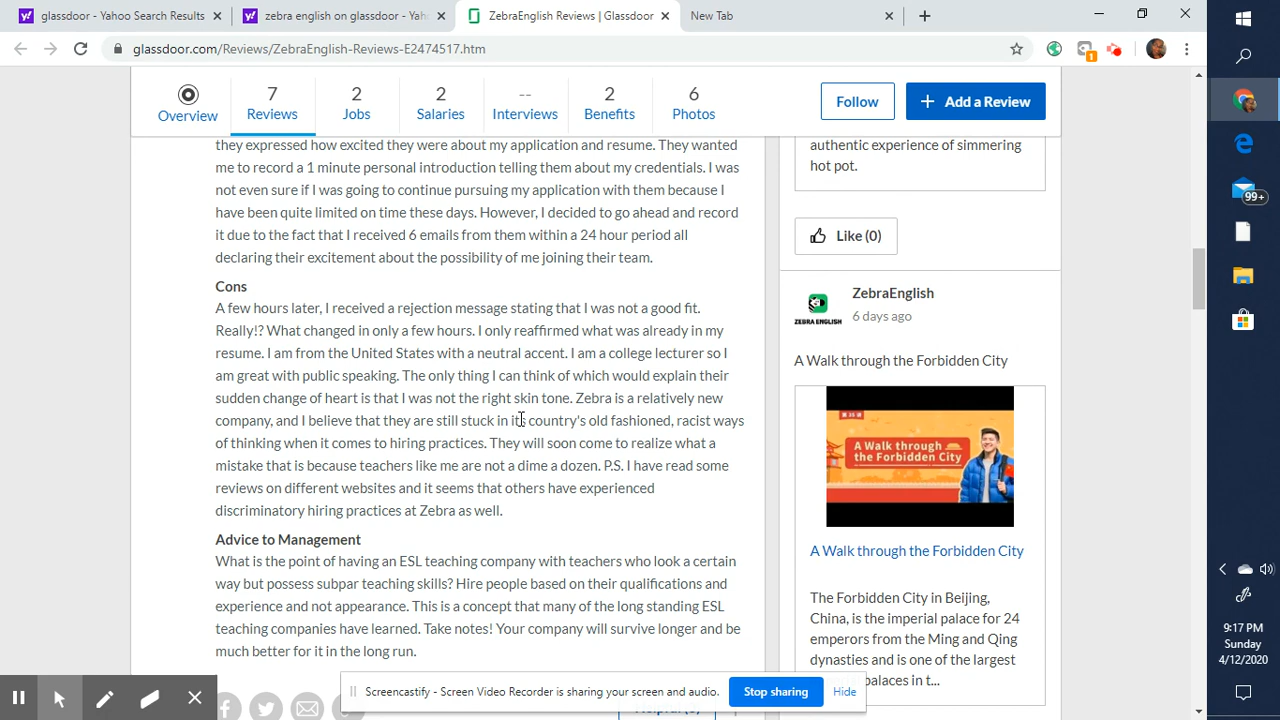 glassdoor - Yahoo Search Results
zebra english on glassdoor - Yah
ZebraEnglish Reviews | Glassdoor
New Tab
glassdoor.com/Reviews/ZebraEnglish-Reviews-E2474517.htm
Overview
7
Reviews
2
Jobs
2
Salaries
--
Interviews
2
Benefits
6
Photos
Follow
+ Add a Review
they expressed how excited they were about my application and resume. They wanted
me to record a 1 minute personal introduction telling them about my credentials. I was
not even sure if I was going to continue pursuing my application with them because I
have been quite limited on time these days. However, I decided to go ahead and record
it due to the fact that I received 6 emails from them within a 24 hour period all
declaring their excitement about the possibility of me joining their team.
Cons
A few hours later, I received a rejection message stating that I was not a good fit.
Really!? What changed in only a few hours. I only reaffirmed what was already in my
resume. I am from the United States with a neutral accent. I am a college lecturer so I
am great with public speaking. The only thing I can think of which would explain their
sudden change of heart is that I was not the right skin tone. Zebra is a relatively new
company, and I believe that they are still stuck in its country's old fashioned, racist ways
of thinking when it comes to hiring practices. They will soon come to realize what a
mistake that is because teachers like me are not a dime a dozen. P.S. I have read some
reviews on different websites and it seems that others have experienced
discriminatory hiring practices at Zebra as well.
Advice to Management
What is the point of having an ESL teaching company with teachers who look a certain
way but possess subpar teaching skills? Hire people based on their qualifications and
experience and not appearance. This is a concept that many of the long standing ESL
teaching companies have learned. Take notes! Your company will survive longer and be
much better for it in the long run.
authentic experience of simmering
hot pot.
Like (0)
ZEBRA ENGLISH
ZebraEnglish
6 days ago
A Walk through the Forbidden City
A Walk through
the Forbidden City
A Walk through the Forbidden City
The Forbidden City in Beijing,
China, is the imperial palace for 24
emperors from the Ming and Qing
dynasties and is one of the largest
palaces in t...
Screencastify - Screen Video Recorder is sharing your screen and audio.
Stop sharing
Hide
1
99+
9:17 PM
Sunday
4/12/2020